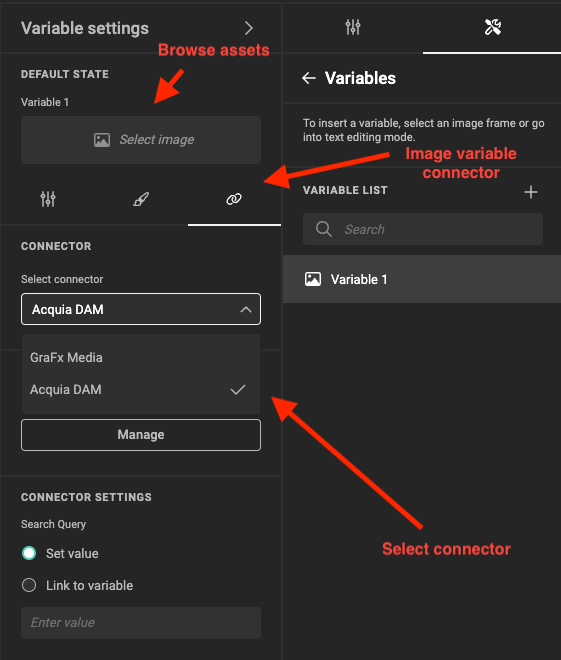 Variable settings
Browse assets
DEFAULT STATE
Variable 1
Select image
CONNECTOR
Select connector
Acquia DAM
GraFx Media
Acquia DAM
Manage
CONNECTOR SETTINGS
Search Query
Set value
Link to variable
Enter value
Variables
To insert a variable, select an image frame or go
into text editing mode.
Image variable
connector
VARIABLE LIST
Search
Variable 1
Select connector